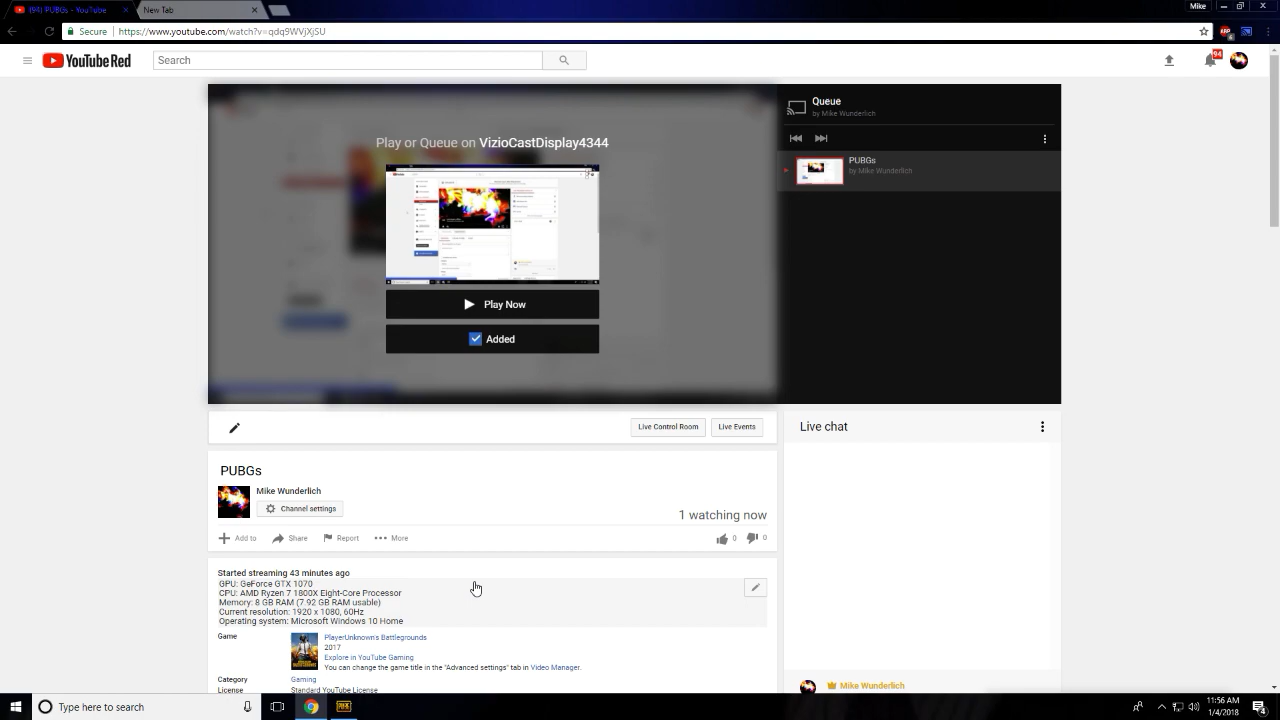 (94) PUBGs - YouTube
New Tab
Mike
Secure
https://www.youtube.com/watch?v=qdq9WVjXjSU
ABP
YouTube Red
Search
94
Play or Queue on VizioCastDisplay4344
Play Now
Added
Queue
by Mike Wunderlich
PUBGs
by Mike Wunderlich
Live Control Room
Live Events
Live chat
PUBGs
Mike Wunderlich
Channel settings
1 watching now
Add to
Share
Report
More
0
0
Started streaming 43 minutes ago
GPU: GeForce GTX 1070
CPU: AMD Ryzen 7 1800X Eight-Core Processor
Memory: 8 GB RAM (7.92 GB RAM usable)
Current resolution: 1920 x 1080, 60Hz
Operating system: Microsoft Windows 10 Home
Game
PlayerUnknown's Battlegrounds
2017
Explore in YouTube Gaming
You can change the game title in the "Advanced settings" tab in Video Manager.
Category
Gaming
License
Standard YouTube License
Mike Wunderlich
Type here to search
11:56 AM
1/4/2018
4